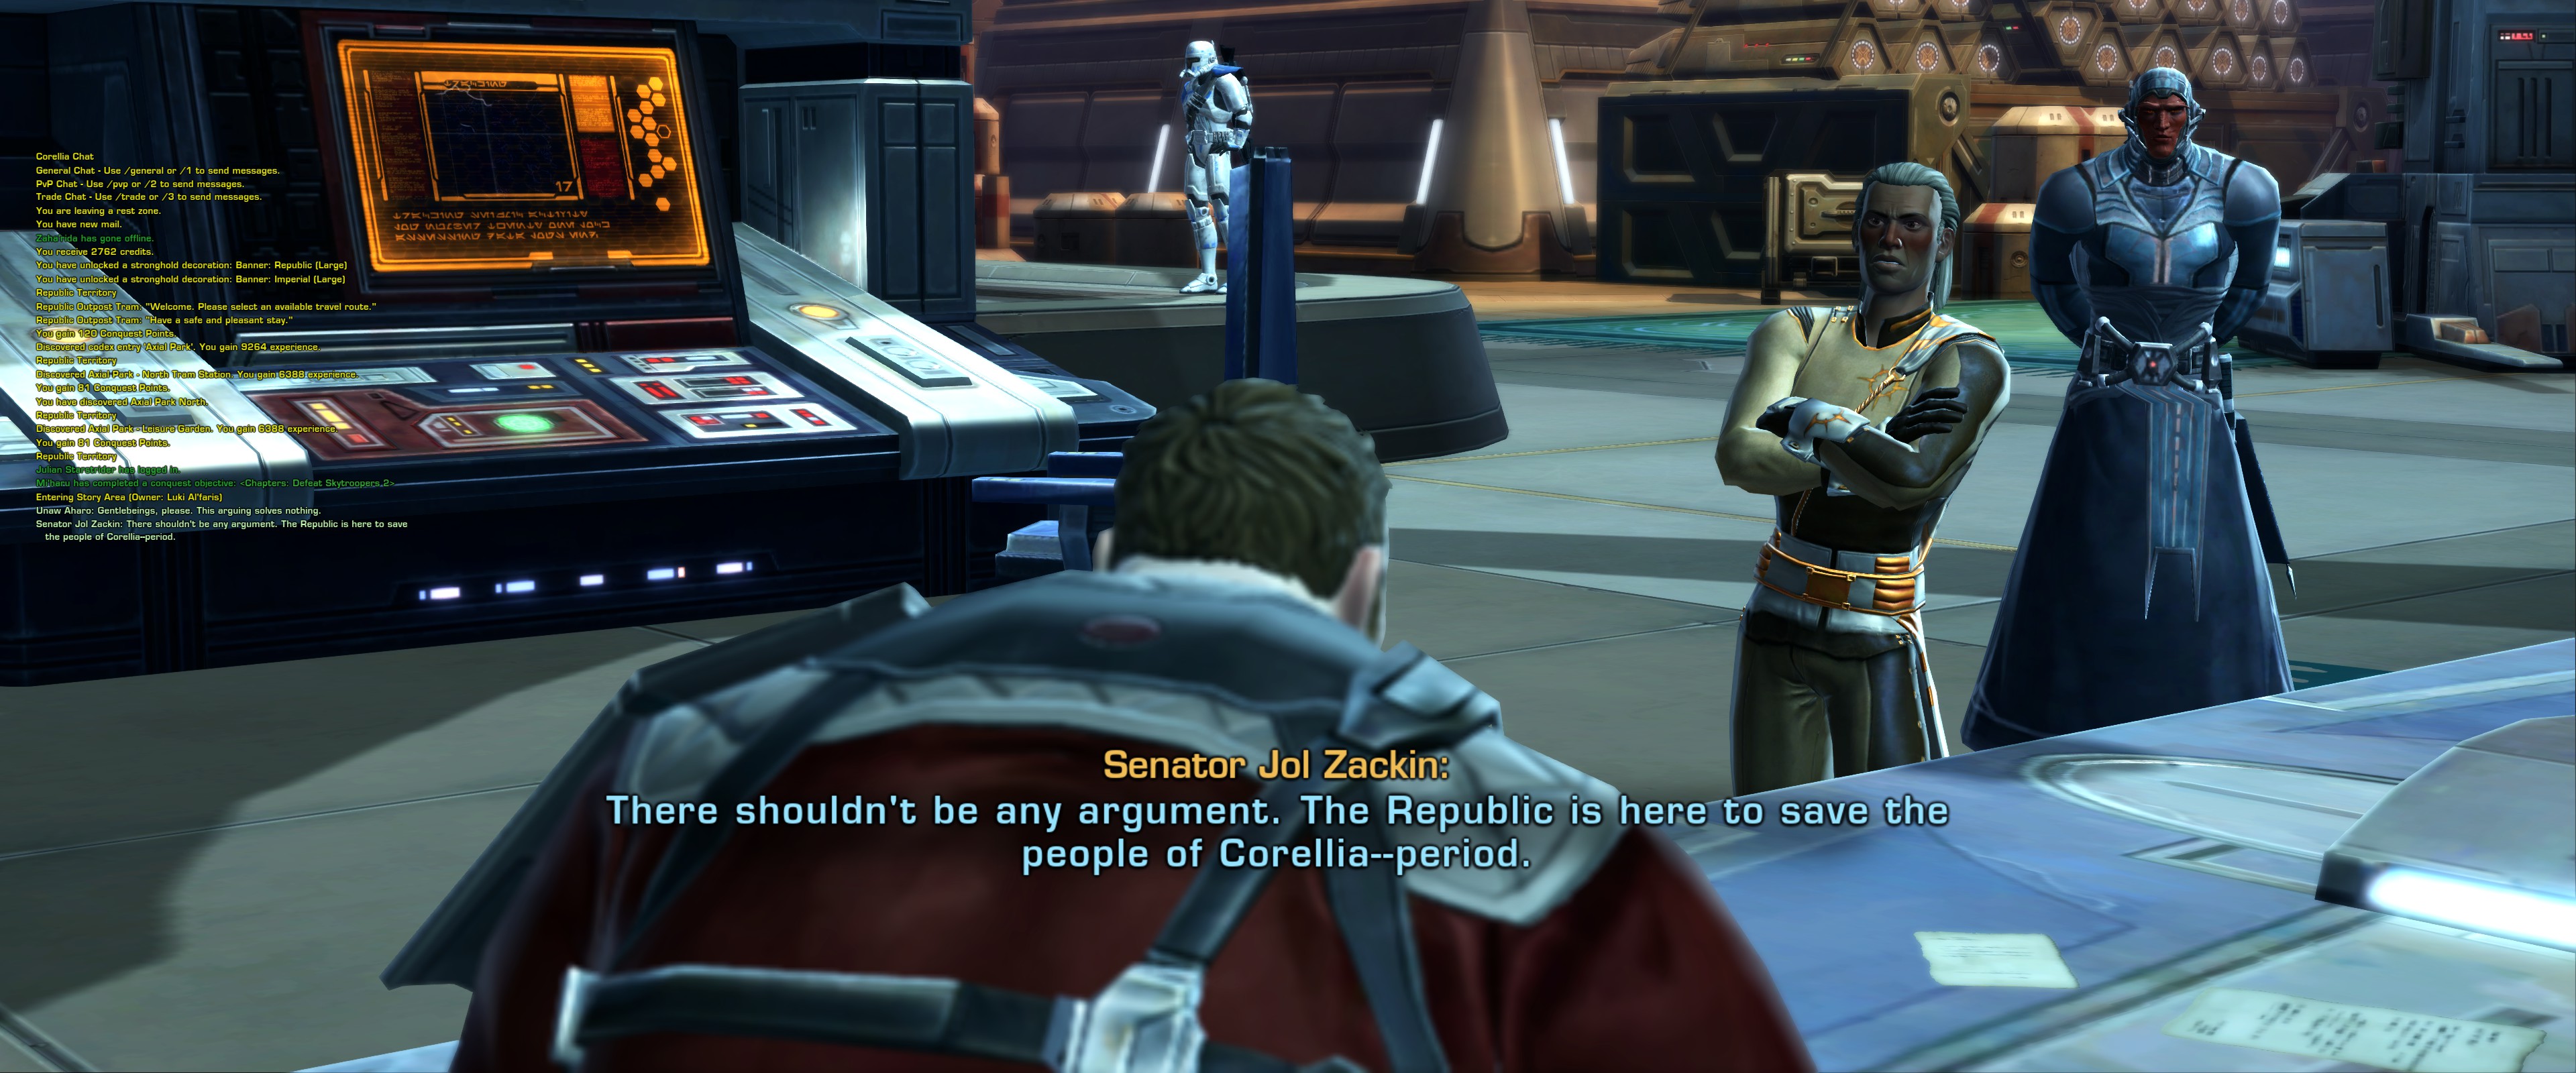 Corellia Chat
General Chat - Use /general or /1 to send messages.
PvP Chat - Use /pvp or /2 to send messages.
Trade Chat - Use /trade or /3 to send messages.
You are leaving a rest zone.
You have new mail.
Zaha'rida has gone offline.
You receive 2762 credits.
You have unlocked a stronghold decoration: Banner: Republic (Large)
You have unlocked a stronghold decoration: Banner: Imperial (Large)
Republic Territory
Republic Outpost Tram: "Welcome. Please select an available travel route."
Republic Outpost Tram: "Have a safe and pleasant stay."
You gain 120 Conquest Points.
Discovered codex entry 'Axial Park'. You gain 9264 experience.
Republic Territory
Discovered Axial Park - North Tram Station. You gain 6388 experience.
You gain 81 Conquest Points.
You have discovered Axial Park North.
Republic Territory
Discovered Axial Park - Leisure Garden. You gain 6388 experience.
You gain 81 Conquest Points.
Republic Territory
Julian Starstrider has logged in.
Mi'haru has completed a conquest objective: <Chapters: Defeat Skytroopers 2>
Entering Story Area (Owner: Luki Al'faris)
Unaw Aharo: Gentlebeings, please. This arguing solves nothing.
Senator Jol Zackin: There shouldn't be any argument. The Republic is here to save
the people of Corellia--period.
17
Senator Jol Zackin:
There shouldn't be any argument. The Republic is here to save the
people of Corellia--period.